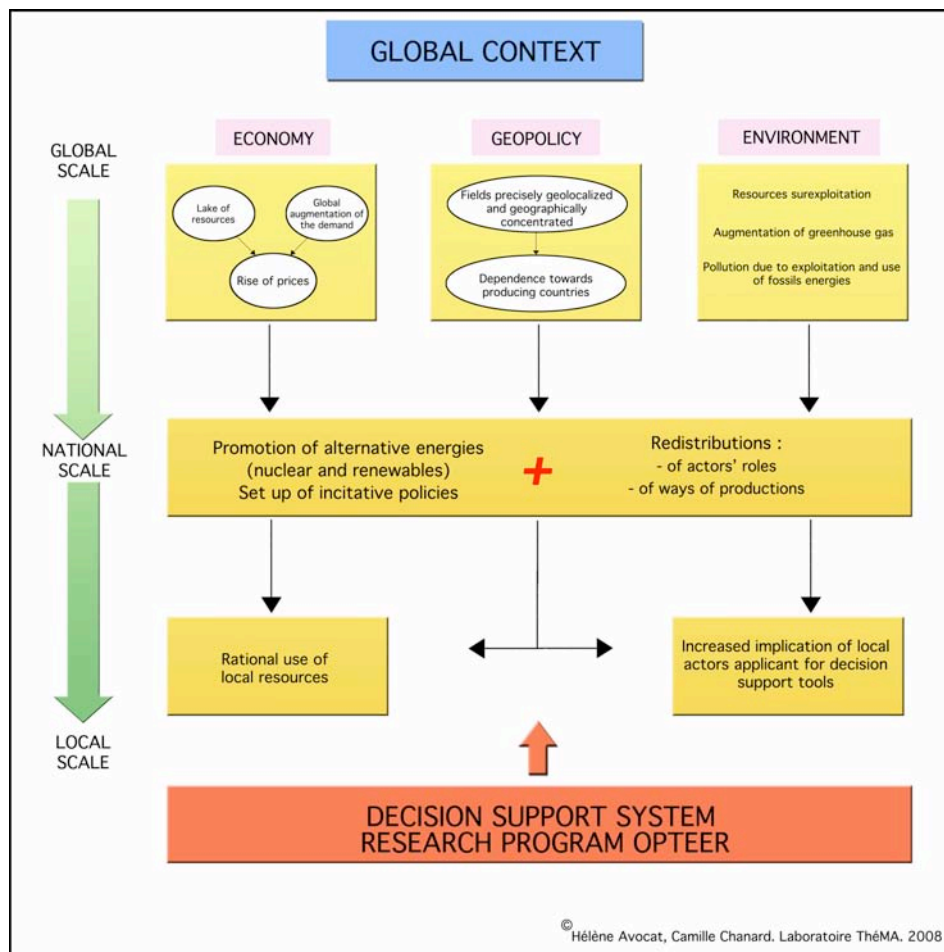 GLOBAL CONTEXT
GLOBAL
SCALE
ECONOMY
GEOPOLICY
ENVIRONMENT
Lake of
resources
Global
augmentation of
the demand
Rise of prices
Fields precisely geolocalized
and geographically
concentrated
Dependence towards
producing countries
Resources surexploitation
Augmentation of greenhouse gas
Pollution due to exploitation and use
of fossils energies
NATIONAL
SCALE
Promotion of alternative energies
(nuclear and renewables)
Set up of incitative policies
+
Redistributions :
- of actors' roles
- of ways of productions
Rational use of
local resources
Increased implication of local
actors applicant for decision
support tools
LOCAL
SCALE
DECISION SUPPORT SYSTEM
RESEARCH PROGRAM OPTEER
©Hélène Avocat, Camille Chanard. Laboratoire ThéMA. 2008